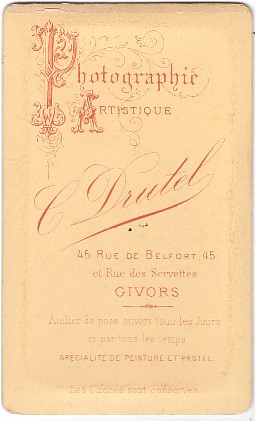 Photographie
Artistique
C Drutel
45 Rue de Belfort, 45
et Rue des Servettes
GIVORS
Atelier de pose ouvert tous les Jours
et par tous les temps
SPÉCIALITÉ DE PEINTURE ET PASTEL
Les Clichés sont conservés